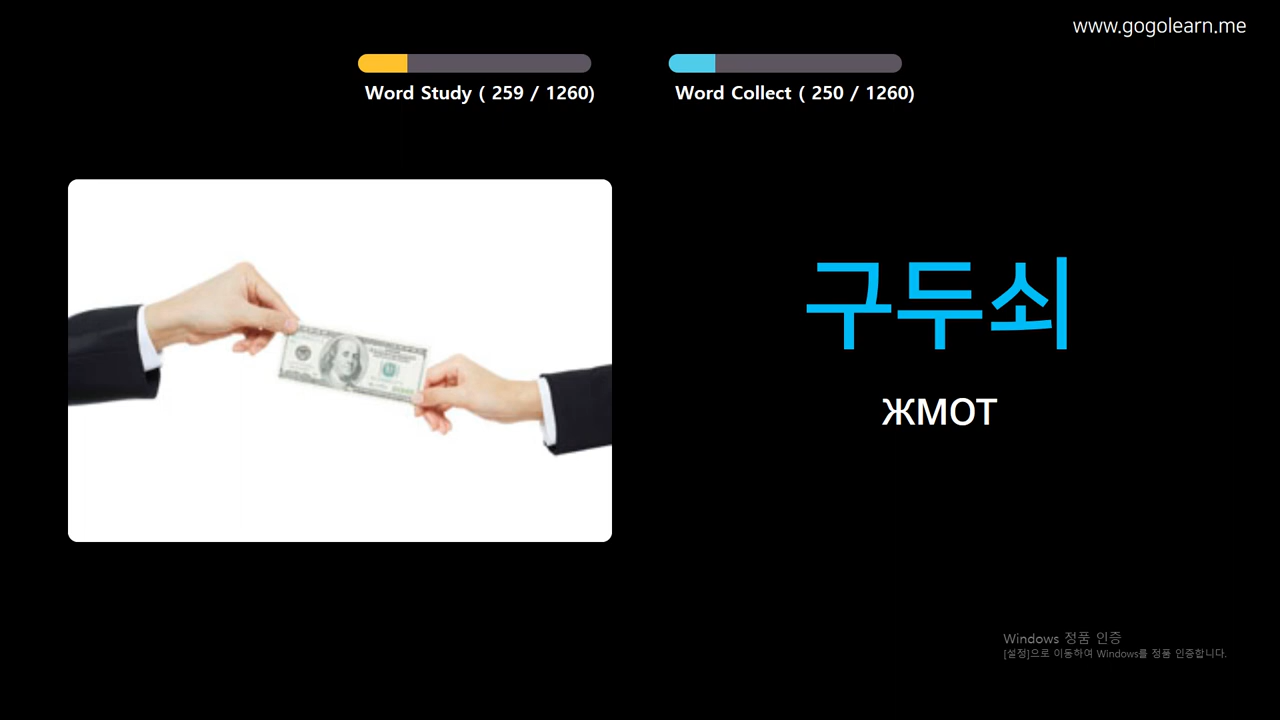 www.gogolearn.me
Word Study ( 259 / 1260)
Word Collect ( 250 / 1260)
구두쇠
жмот
Windows 정품 인증
[설정]으로 이동하여 Windows를 정품 인증합니다.